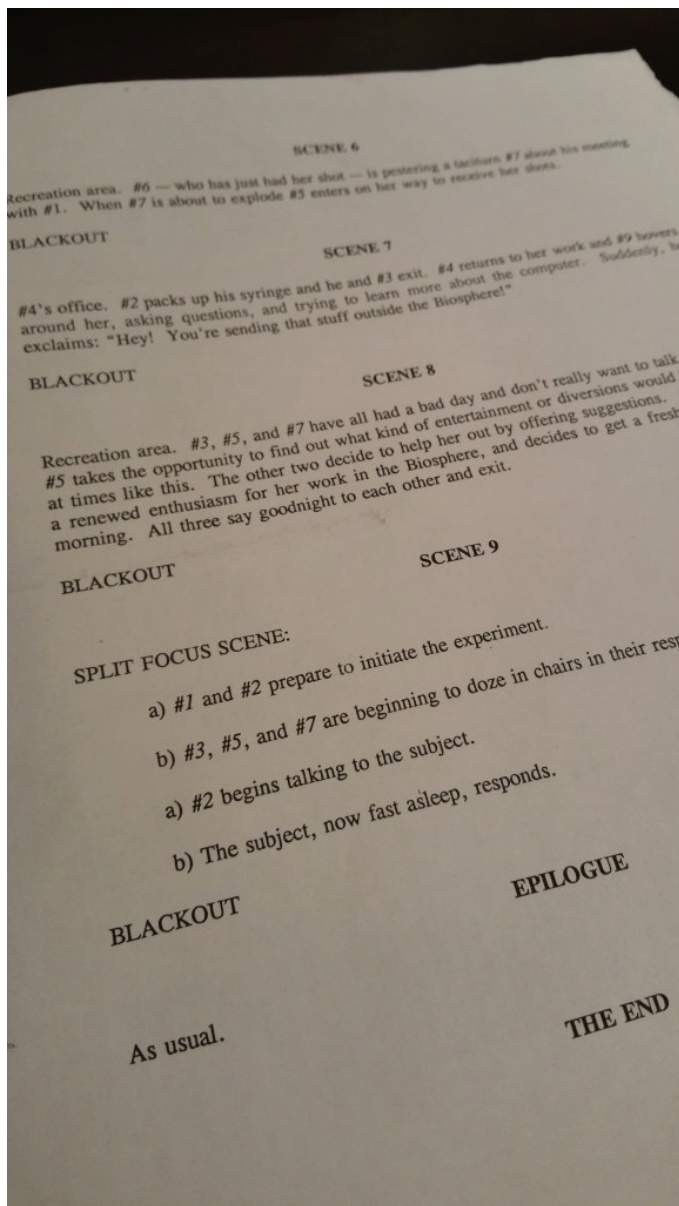 SCENE 6
Recreation area. #6 — who has just had her shot — is pestering a taciturn #7 about his meeting
with #1. When #7 is about to explode #5 enters on her way to receive her shots.
BLACKOUT
SCENE 7
#4's office. #2 packs up his syringe and he and #3 exit. #4 returns to her work and #9 hovers
around her, asking questions, and trying to learn more about the computer. Suddenly,
exclaims: "Hey! You're sending that stuff outside the Biosphere!"
BLACKOUT
SCENE 8
Recreation area. #3, #5, and #7 have all had a bad day and don't really want to talk
#5 takes the opportunity to find out what kind of entertainment or diversions would
at times like this. The other two decide to help her out by offering suggestions.
a renewed enthusiasm for her work in the Biosphere, and decides to get a fresh
morning. All three say goodnight to each other and exit.
BLACKOUT
SCENE 9
SPLIT FOCUS SCENE:
a) #1 and #2 prepare to initiate the experiment.
b) #3, #5, and #7 are beginning to doze in chairs in their
a) #2 begins talking to the subject.
b) The subject, now fast asleep, responds.
BLACKOUT
EPILOGUE
As usual.
THE END